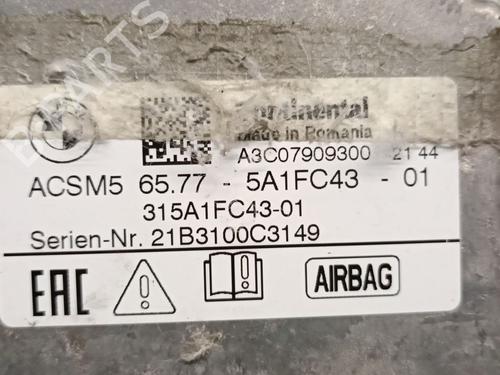 Continental
Made in Romania
A3C07909300 21 44
ACSM5 65.77 - 5A1FC43 - 01
315A1FC43-01
Serien-Nr. 21B3100C3149
EAC
AIRBAG